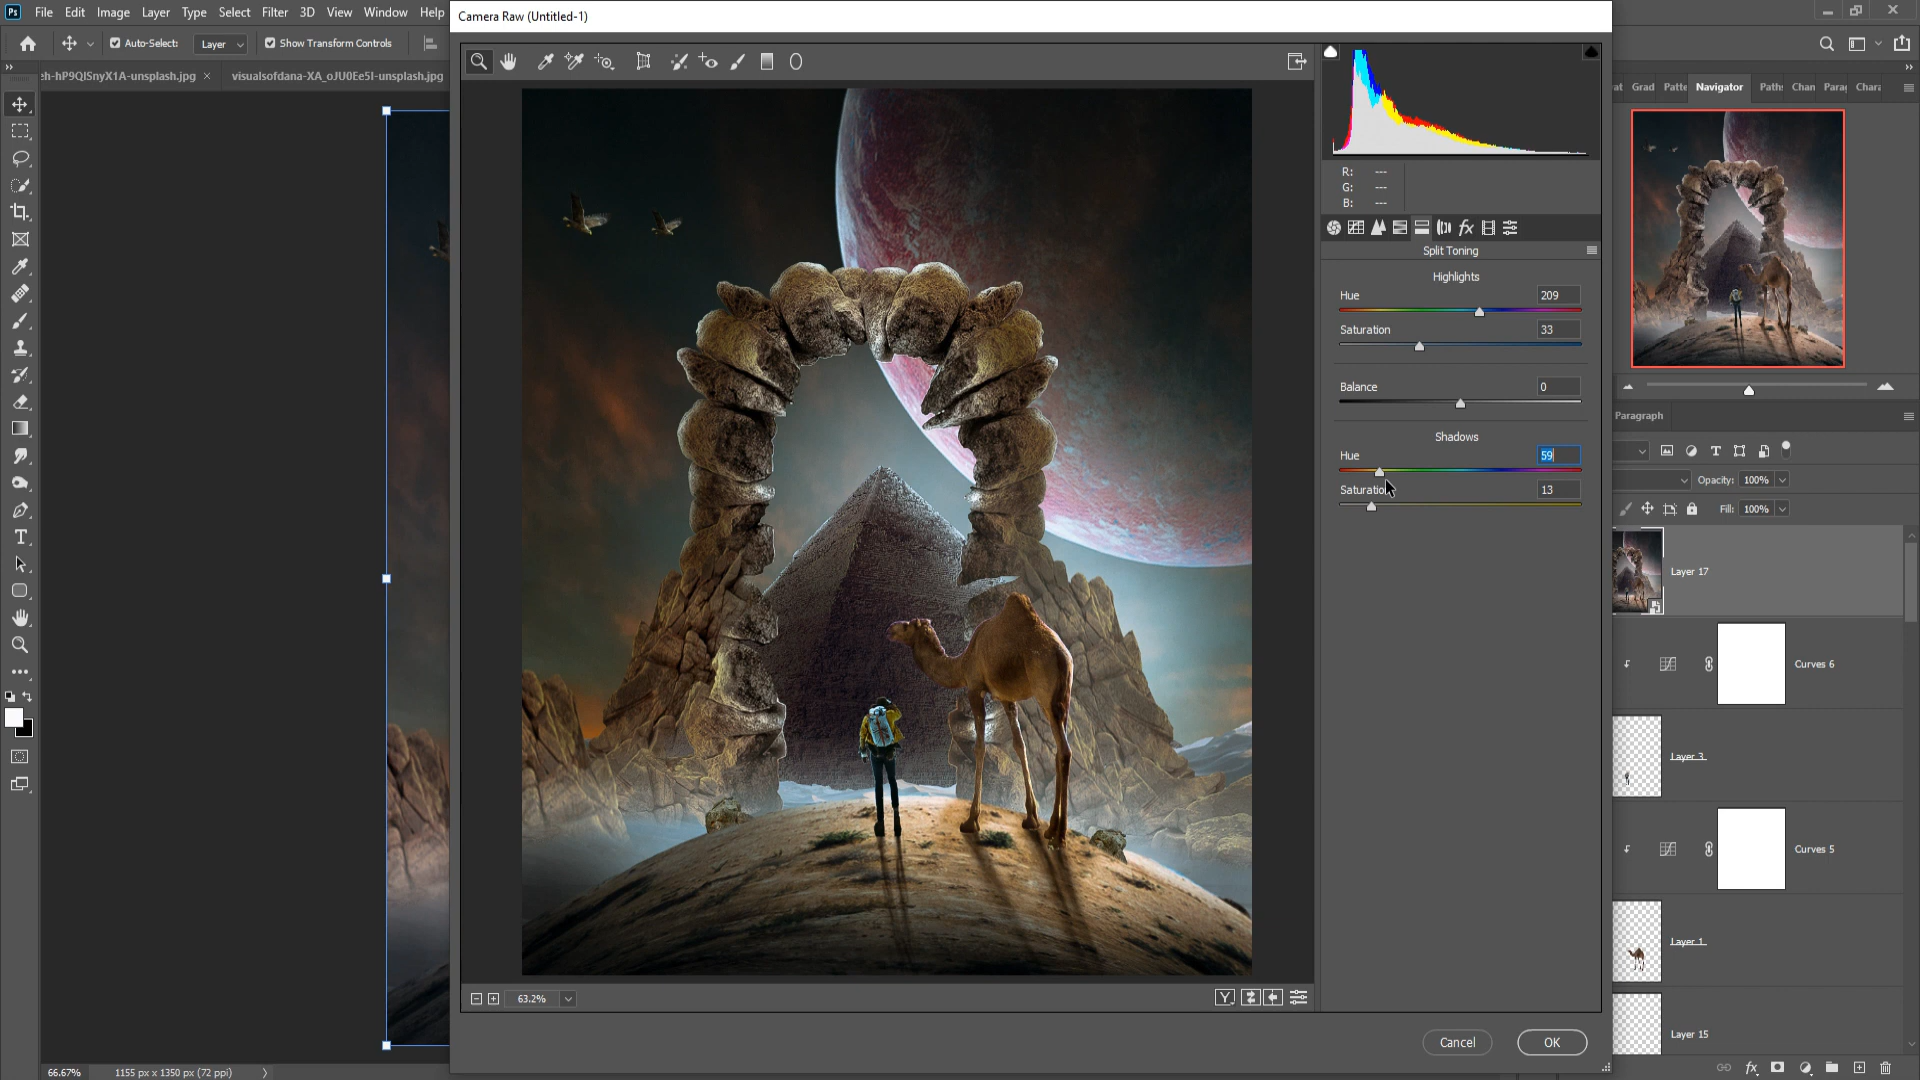 Ps File Edit Image Layer Type Select Filter 3D View Window Help
Camera Raw (Untitled-1)
Auto-Select: Layer Show Transform Controls
zh-hP9QlSnyX1A-unsplash.jpg × visualsofdana-XA_oJU0Ee5I-unsplash.jpg
Grad Patte Navigator Paths Chan Para Chara
R: ---
G: ---
B: ---
fx
Split Toning
Highlights
Hue 209
Saturation 33
Balance 0
Shadows
Hue 59
Saturation 13
Paragraph
Opacity: 100%
Fill: 100%
Layer 17
Curves 6
Layer 3
Curves 5
Layer 1
Layer 15
63.2%
Y
Cancel OK
66.67% 1155 px x 1350 px (72 ppi)
fx